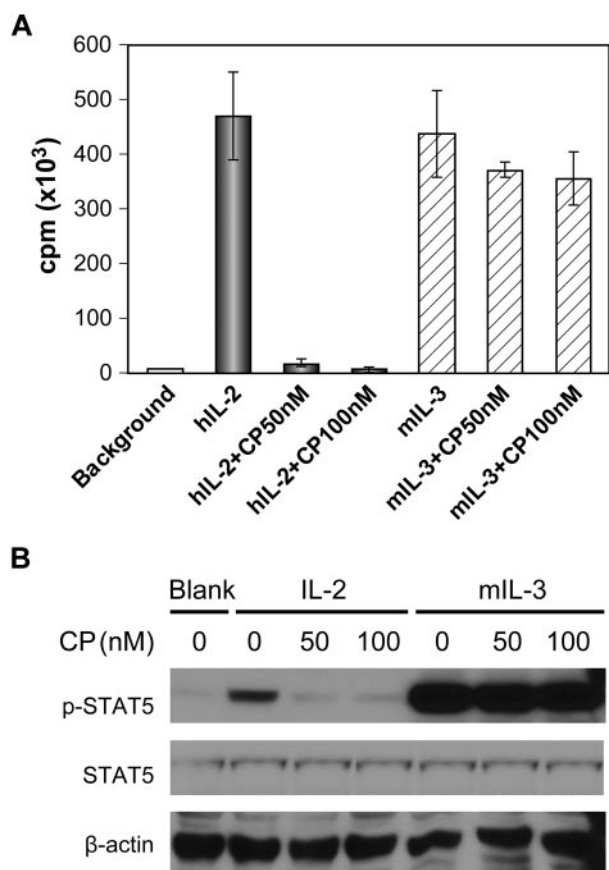 A
600
500
400
300
200
100
0
cpm (x10³)
Background
hIL-2
hIL-2+CP50nM
hIL-2+CP100nM
mIL-3
mIL-3+CP50nM
mIL-3+CP100nM
B
Blank IL-2 mIL-3
CP (nM) 0 0 50 100 0 50 100
p-STAT5
STAT5
β-actin